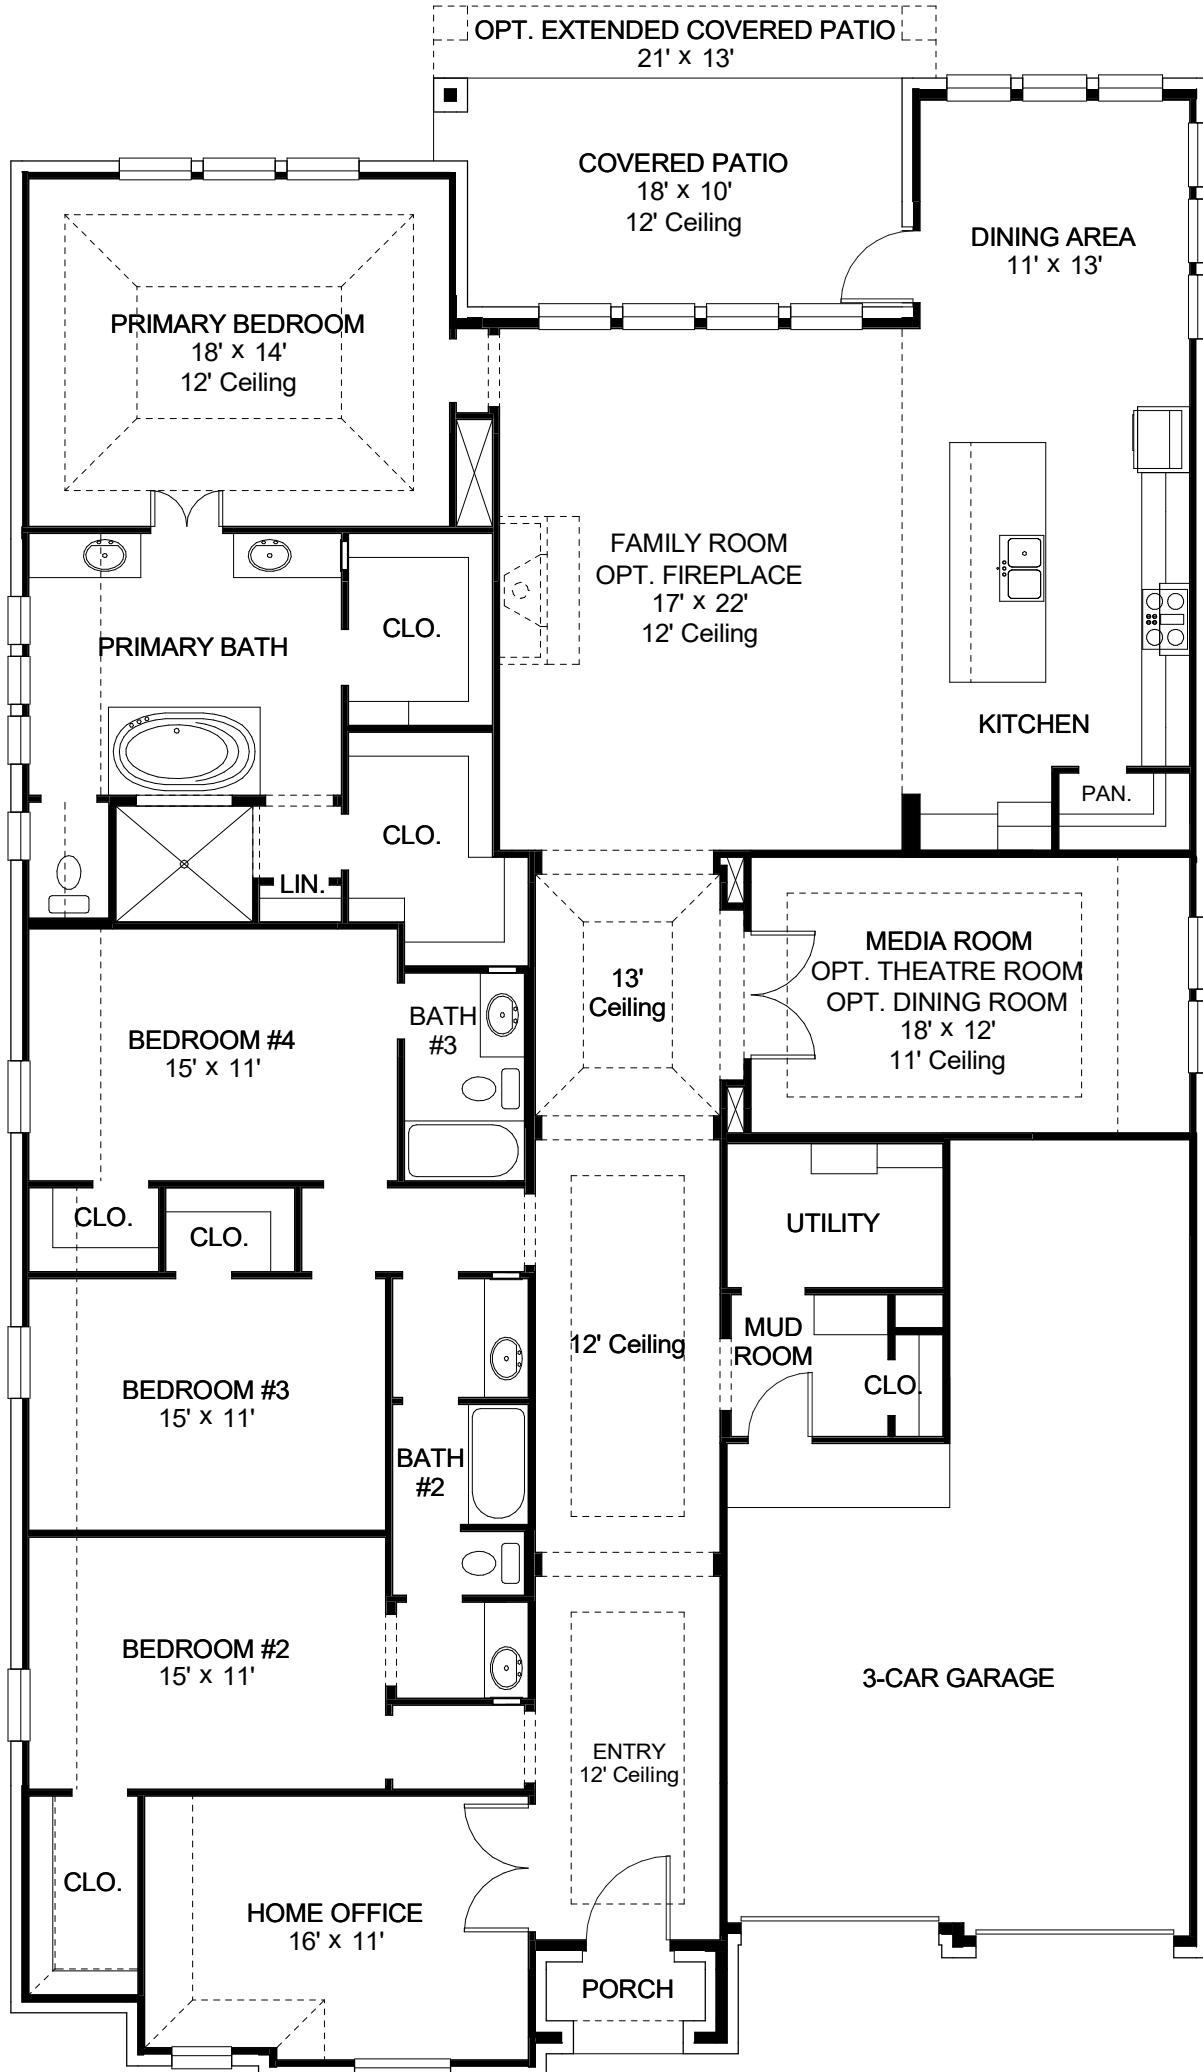 OPT. EXTENDED COVERED PATIO
21' x 13'
COVERED PATIO
18' x 10'
12' Ceiling
DINING AREA
11' x 13'
PRIMARY BEDROOM
18' x 14'
12' Ceiling
FAMILY ROOM
OPT. FIREPLACE
17' x 22'
12' Ceiling
CLO.
PRIMARY BATH
KITCHEN
PAN.
CLO.
LIN.
MEDIA ROOM
OPT. THEATRE ROOM
OPT. DINING ROOM
18' x 12'
11' Ceiling
13'
Ceiling
BATH
#3
BEDROOM #4
15' x 11'
CLO.
CLO.
UTILITY
MUD
ROOM
12' Ceiling
CLO.
BEDROOM #3
15' x 11'
BATH
#2
BEDROOM #2
15' x 11'
3-CAR GARAGE
ENTRY
12' Ceiling
CLO.
HOME OFFICE
16' x 11'
PORCH